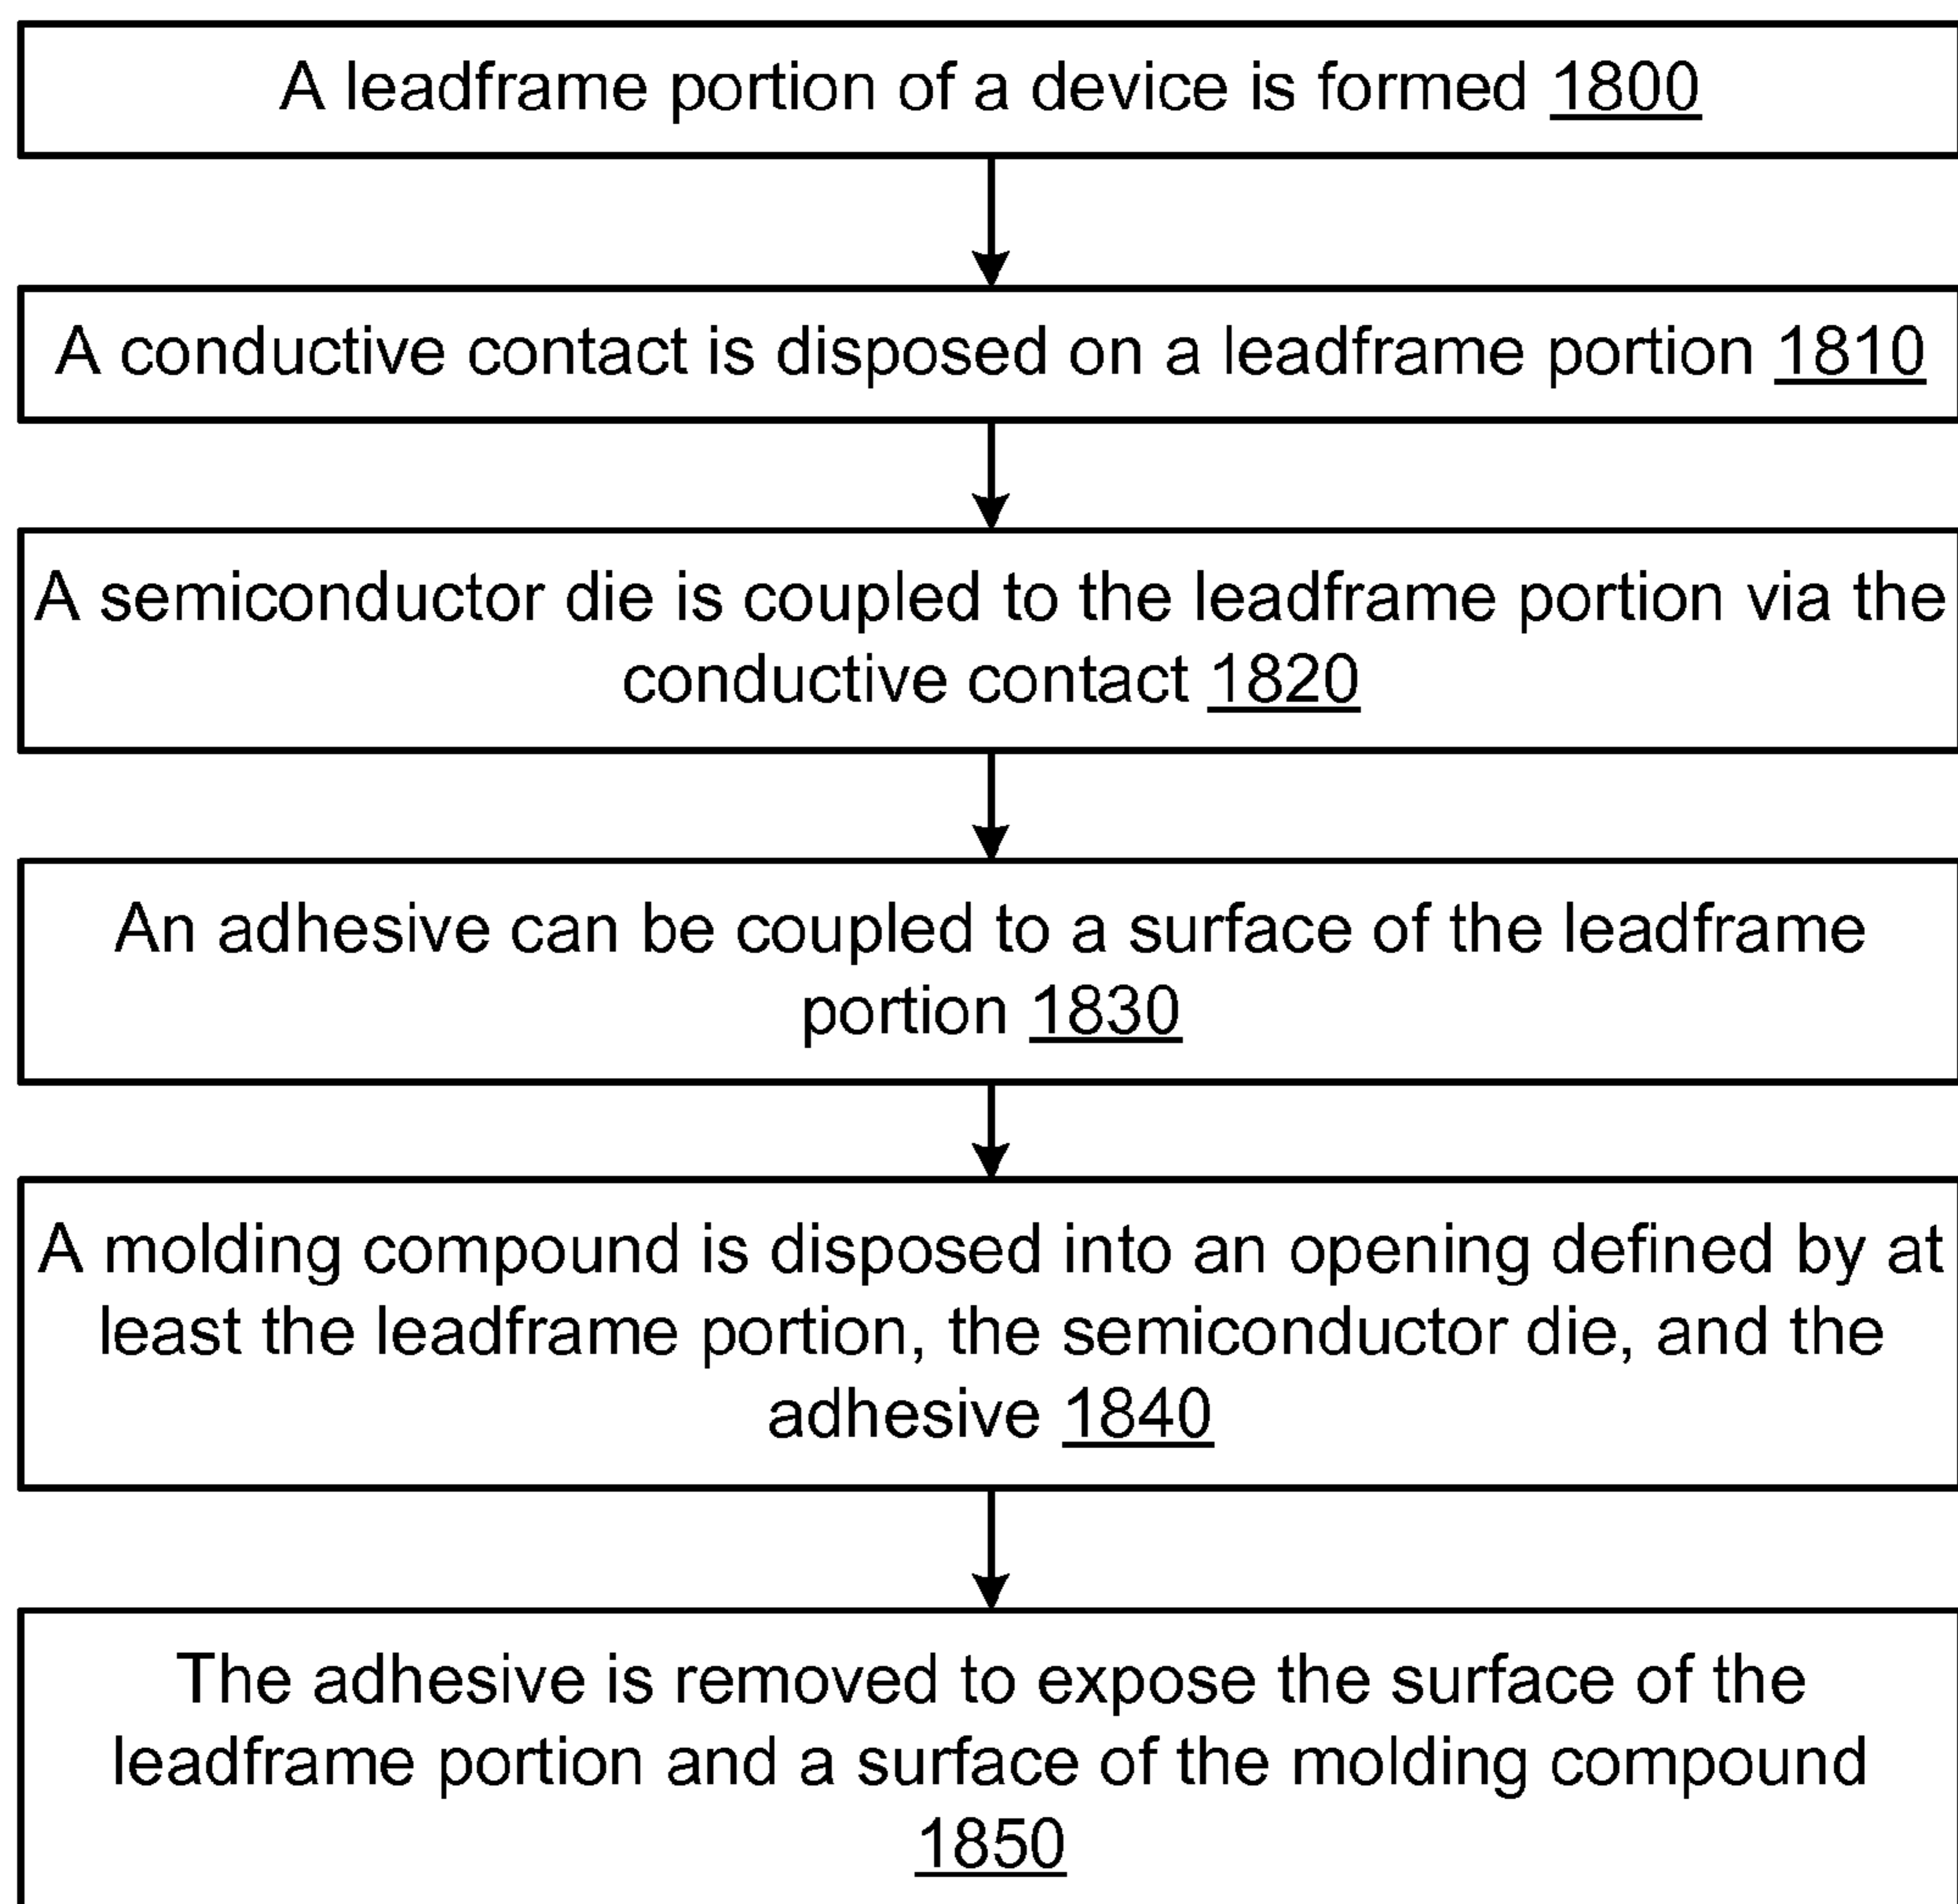 A leadframe portion of a device is formed 1800
A conductive contact is disposed on a leadframe portion 1810
A semiconductor die is coupled to the leadframe portion via the
conductive contact 1820
An adhesive can be coupled to a surface of the leadframe
portion 1830
A molding compound is disposed into an opening defined by at
least the leadframe portion, the semiconductor die, and the
adhesive 1840
The adhesive is removed to expose the surface of the
leadframe portion and a surface of the molding compound
1850